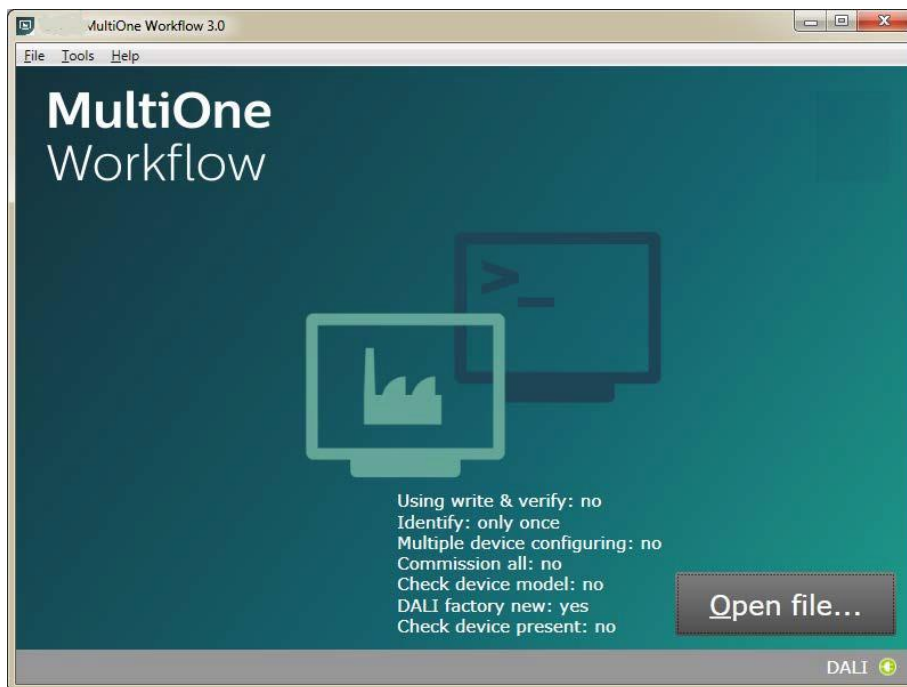 MultiOne Workflow 3.0
File Tools Help
MultiOne
Workflow
>_
Using write & verify: no
Identify: only once
Multiple device configuring: no
Commission all: no
Check device model: no
DALI factory new: yes
Check device present: no
Open file...
DALI